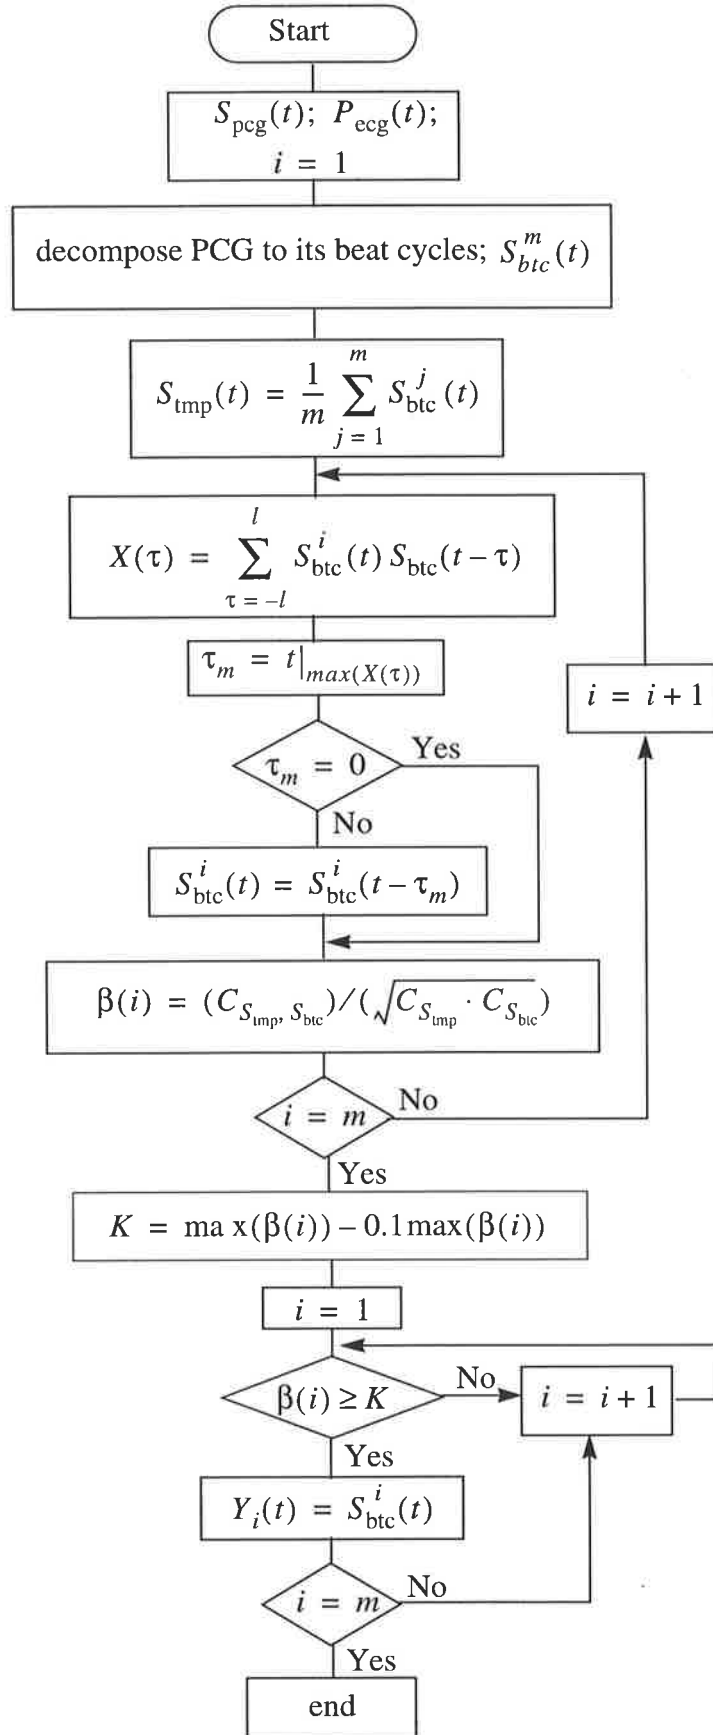 Start
S_pcg(t); P_ecg(t);
i = 1
decompose PCG to its beat cycles; S_btc^m(t)
S_tmp(t) = 1/m ∑_{j = 1}^{m} S_btc^j(t)
X(τ) = ∑_{τ = –l}^{l} S_btc^i(t) S_btc(t – τ)
τ_m = t|_max(X(τ))
i = i + 1
τ_m = 0
Yes
No
S_btc^i(t) = S_btc^i(t – τ_m)
β(i) = (C_{S_tmp, S_btc})/(√(C_{S_tmp} · C_{S_btc}))
i = m
No
Yes
K = ma x(β(i)) – 0.1max(β(i))
i = 1
β(i) ≥ K
No
i = i + 1
Yes
Y_i(t) = S_btc^i(t)
i = m
No
Yes
end